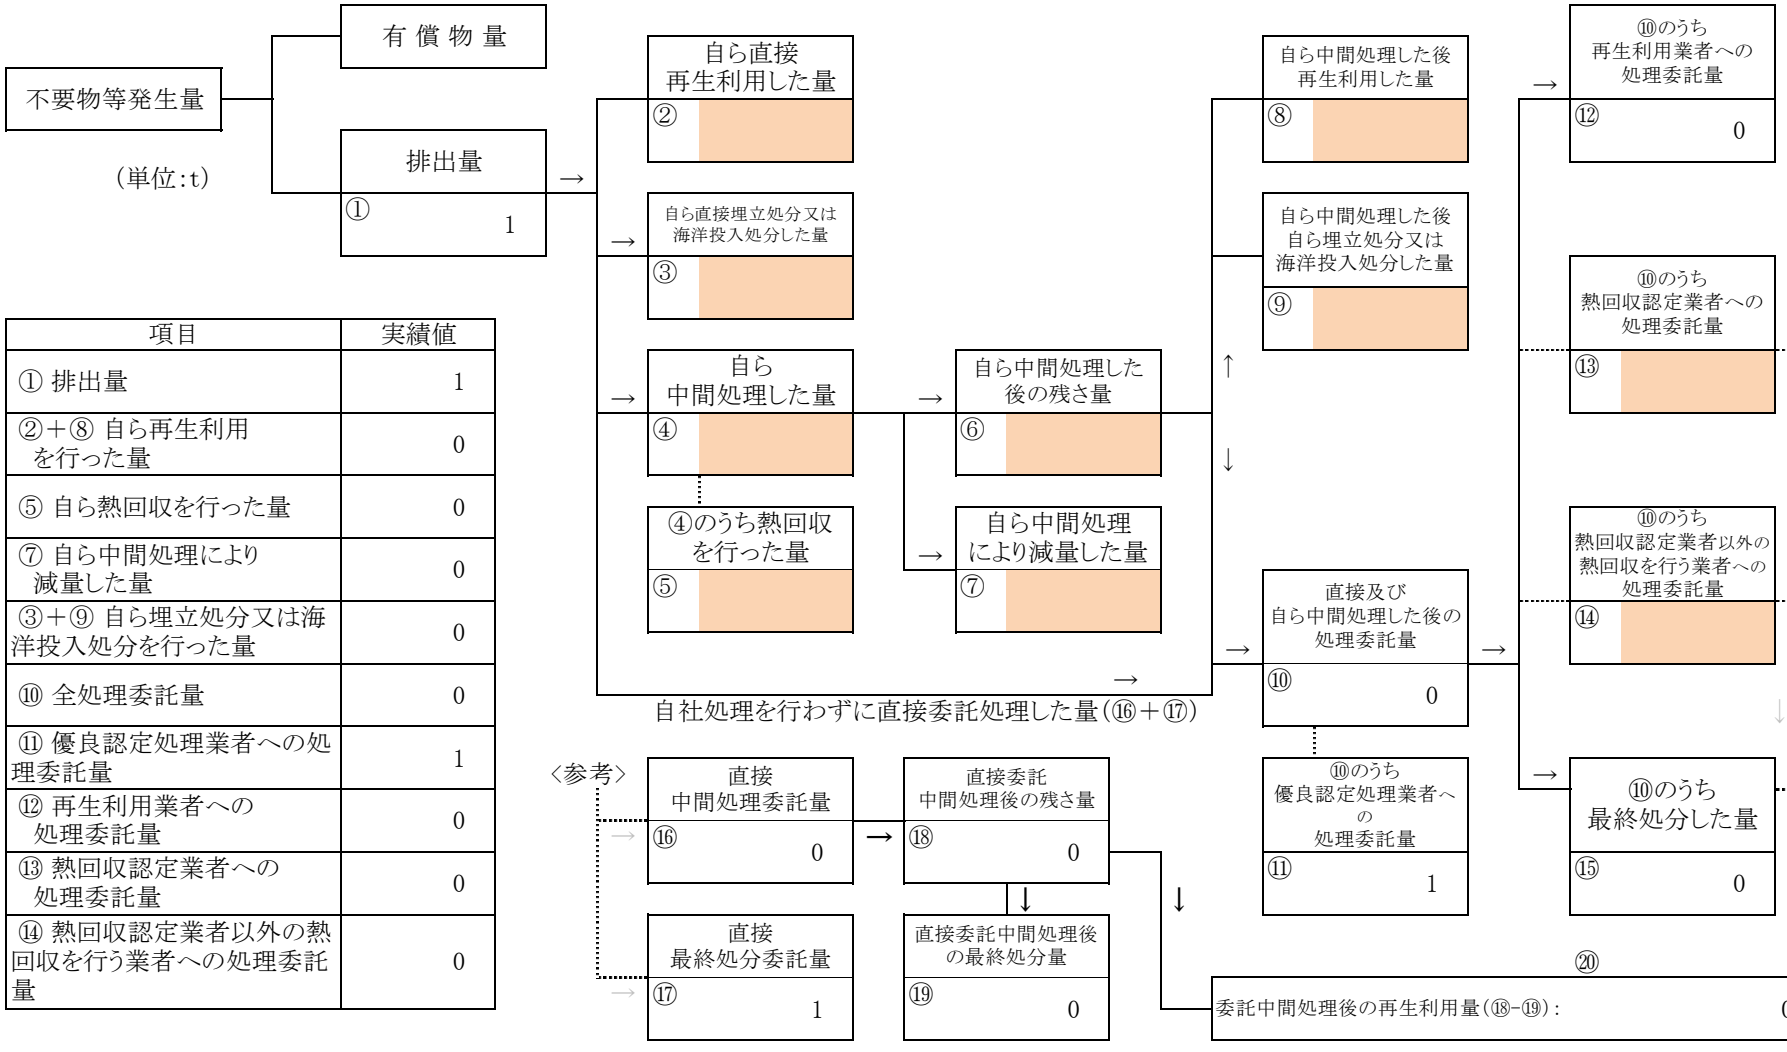 有 償 物 量
不要物等発生量
(単位:t)
排出量
①
1
→
自ら直接
再生利用した量
②
自ら直接埋立処分又は
海洋投入処分した量
→
③
自ら
中間処理した量
→
④
④のうち熱回収
を行った量
⑤
→
自ら中間処理した
後の残さ量
⑥
→
自ら中間処理
により減量した量
⑦
自ら中間処理した後
再生利用した量
⑧
自ら中間処理した後
自ら埋立処分又は
海洋投入処分した量
⑨
↑
↓
→
自社処理を行わずに直接委託処理した量(⑯+⑰)
→
直接及び
自ら中間処理した後の
処理委託量
⑩
0
→
⑩のうち
優良認定処理業者へ
の
処理委託量
⑪
1
→
⑩のうち
再生利用業者への
処理委託量
⑫
0
⑩のうち
熱回収認定業者への
処理委託量
⑬
⑩のうち
熱回収認定業者以外の
熱回収を行う業者への
処理委託量
⑭
↓
→
⑩のうち
最終処分した量
⑮
0
項目 実績値
① 排出量 1
②+⑧ 自ら再生利用
を行った量 0
⑤ 自ら熱回収を行った量 0
⑦ 自ら中間処理により
減量した量 0
③+⑨ 自ら埋立処分又は海
洋投入処分を行った量 0
⑩ 全処理委託量 0
⑪ 優良認定処理業者への処
理委託量 1
⑫ 再生利用業者への
処理委託量 0
⑬ 熱回収認定業者への
処理委託量 0
⑭ 熱回収認定業者以外の熱
回収を行う業者への処理委託
量 0
<参考>
直接
中間処理委託量
→
⑯
0
→
直接委託
中間処理後の残さ量
⑱
0
↓
↓
直接
最終処分委託量
→
⑰
1
直接委託中間処理後
の最終処分量
⑲
0
⑳
委託中間処理後の再生利用量(⑱-⑲):
0